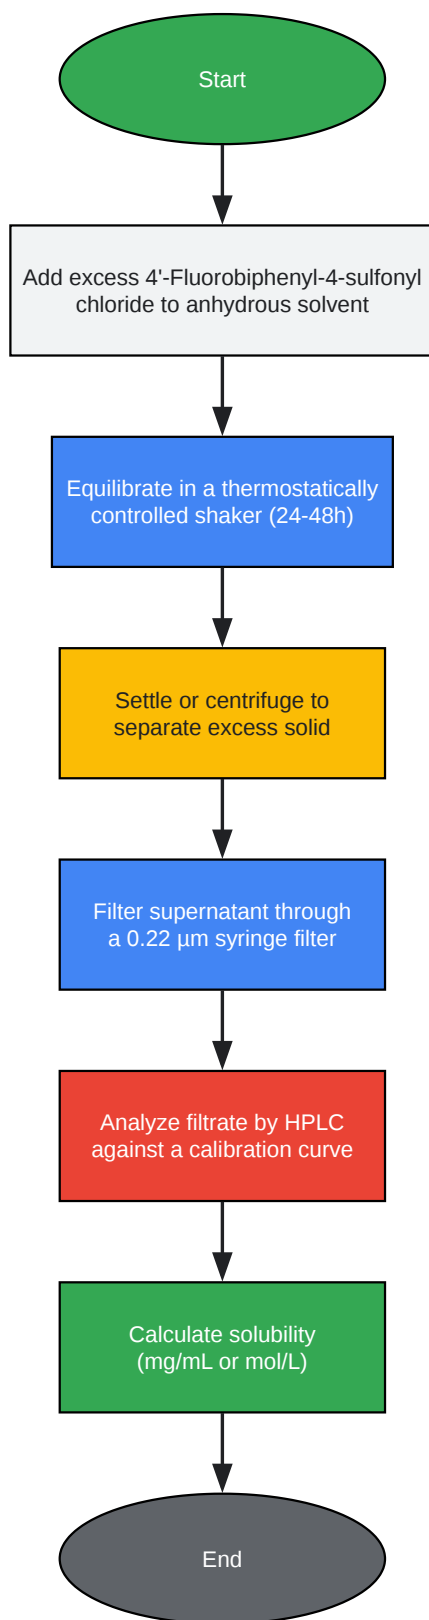 Start
Add excess 4'-Fluorobiphenyl-4-sulfonyl
chloride to anhydrous solvent
Equilibrate in a thermostatically
controlled shaker (24-48h)
Settle or centrifuge to
separate excess solid
Filter supernatant through
a 0.22 µm syringe filter
Analyze filtrate by HPLC
against a calibration curve
Calculate solubility
(mg/mL or mol/L)
End